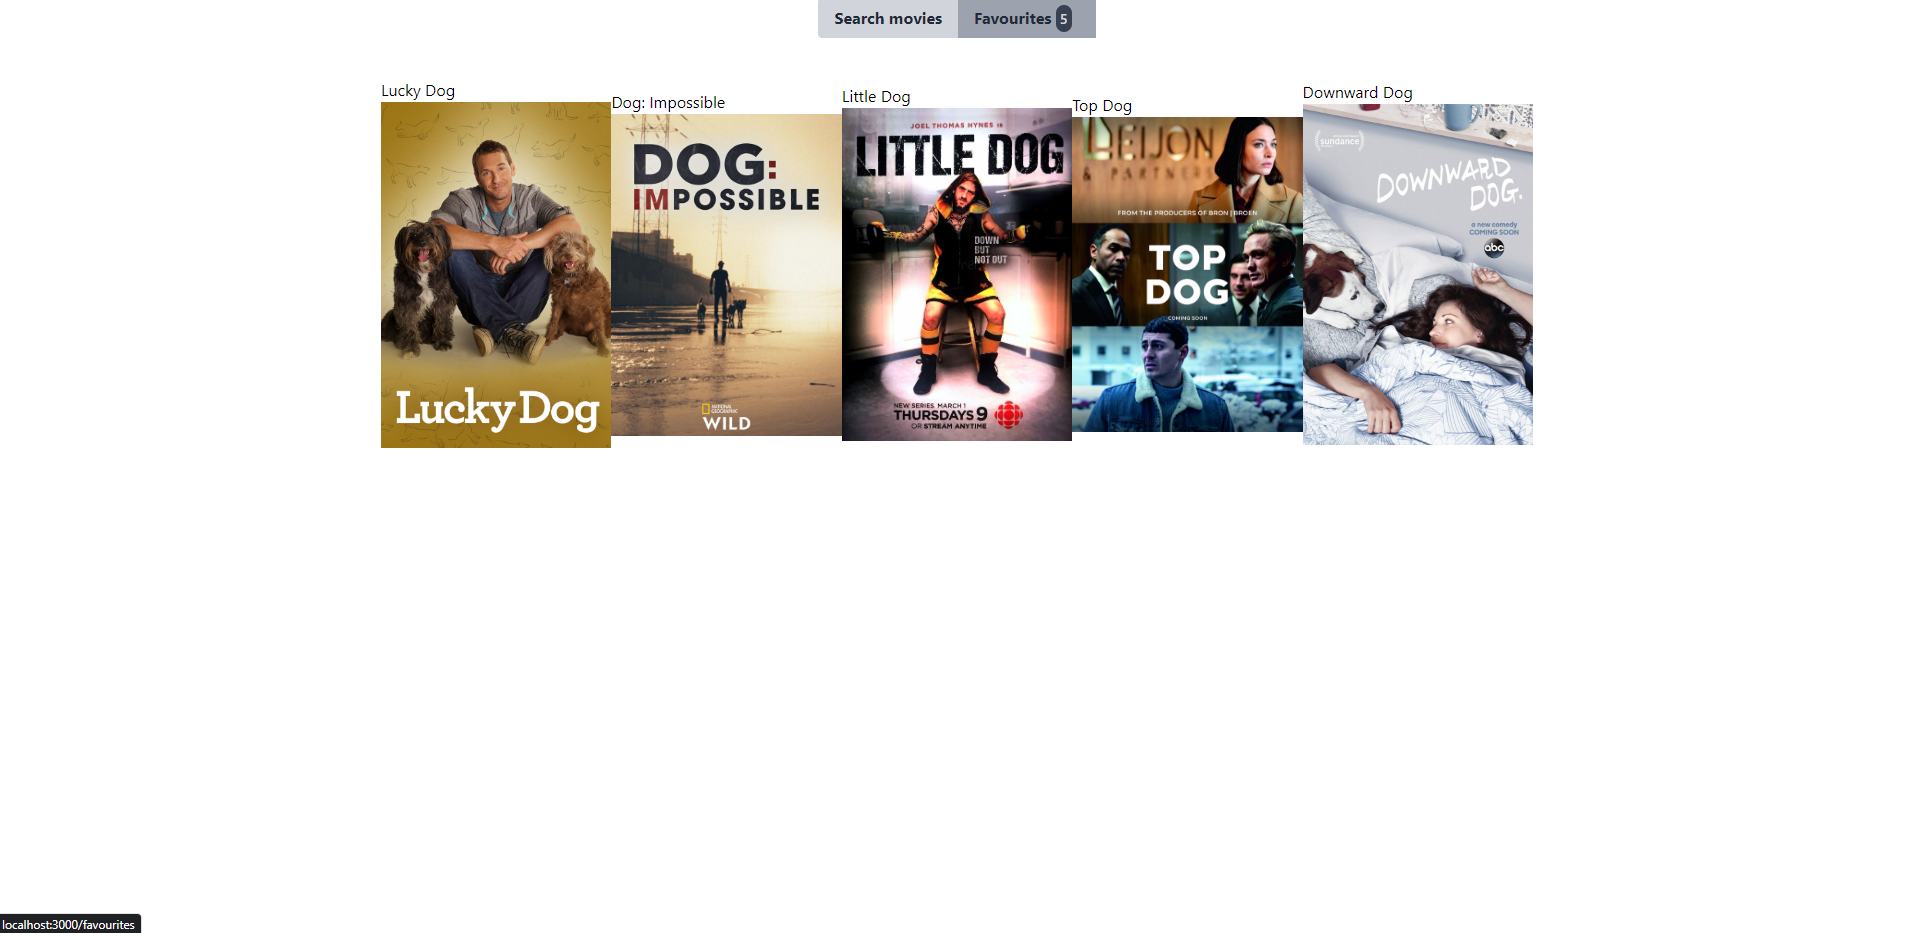 Search movies
Favourites 5
Lucky Dog
Dog: Impossible
Little Dog
Top Dog
Downward Dog
Lucky Dog
DOG:
IMPOSSIBLE
NATIONAL
GEOGRAPHIC
WILD
JOEL THOMAS HYNES IS
LITTLE DOG
DOWN
BUT
NOT OUT
NEW SERIES MARCH 1
THURSDAYS 9
OR STREAM ANYTIME
& PARTNERS
FROM THE PRODUCERS OF BRON | BROEN
TOP
DOG
COMING SOON
sundance
DOWNWARD
DOG.
a new comedy
COMING SOON
abc
localhost:3000/favourites